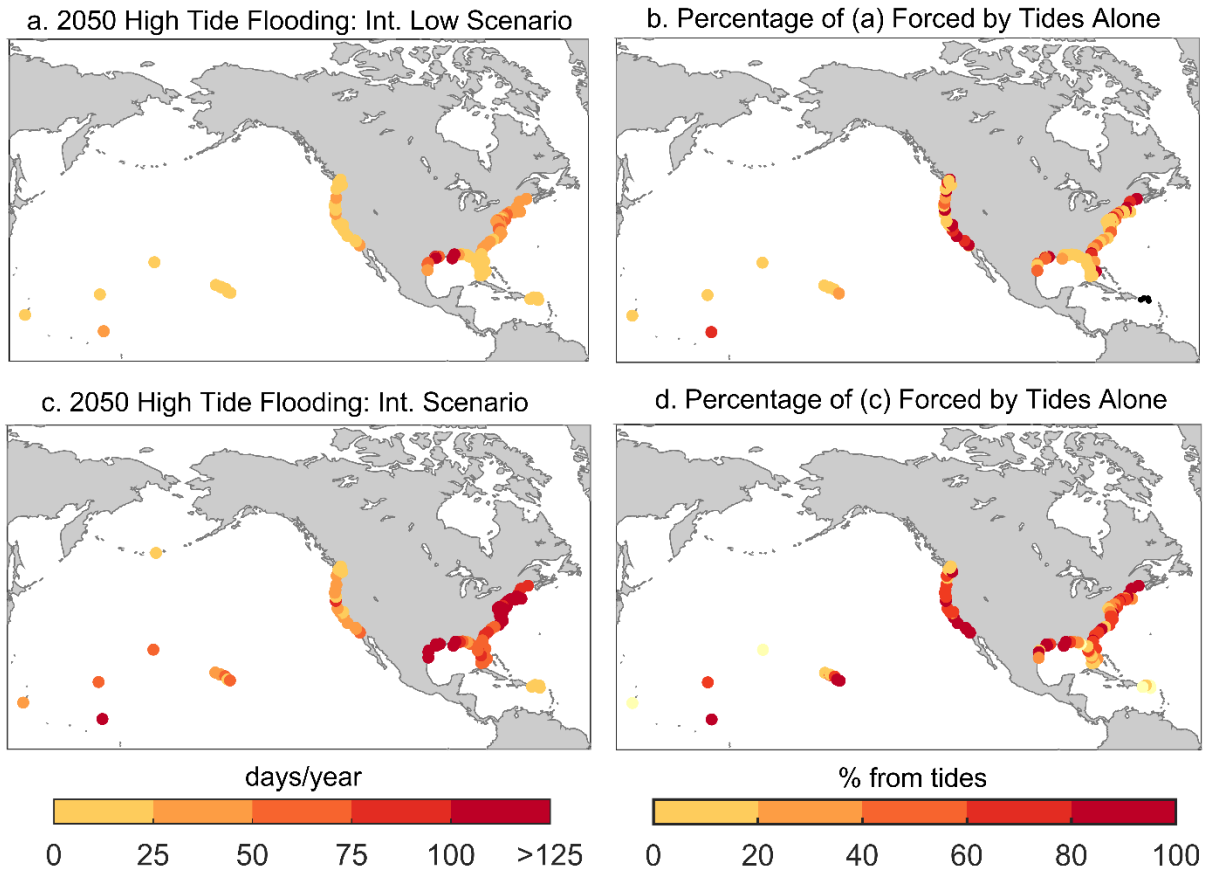 a. 2050 High Tide Flooding: Int. Low Scenario
b. Percentage of (a) Forced by Tides Alone
c. 2050 High Tide Flooding: Int. Scenario
d. Percentage of (c) Forced by Tides Alone
days/year
0 25 50 75 100 >125
% from tides
0 20 40 60 80 100